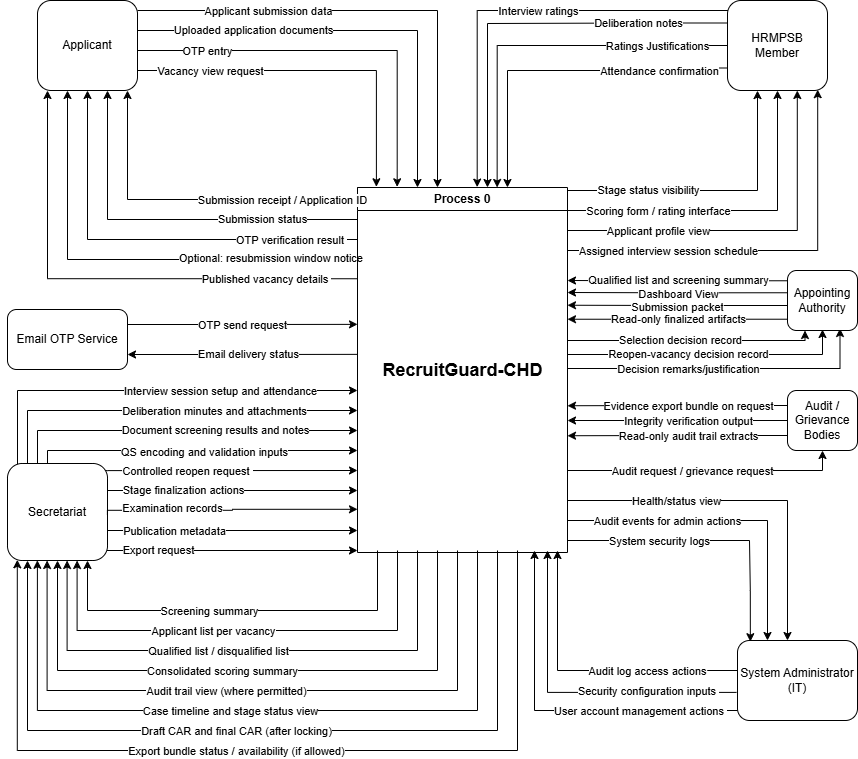 Applicant
Applicant submission data
Uploaded application documents
OTP entry
Vacancy view request
Interview ratings
Deliberation notes
Ratings Justifications
Attendance confirmation
HRMPSB
Member
Submission receipt / Application ID
Submission status
OTP verification result
Optional: resubmission window notice
Published vacancy details
Process 0
RecruitGuard-CHD
Stage status visibility
Scoring form / rating interface
Applicant profile view
Assigned interview session schedule
Qualified list and screening summary
Dashboard View
Submission packet
Read-only finalized artifacts
Selection decision record
Reopen-vacancy decision record
Decision remarks/justification
Appointing
Authority
Email OTP Service
OTP send request
Email delivery status
Interview session setup and attendance
Deliberation minutes and attachments
Document screening results and notes
QS encoding and validation inputs
Controlled reopen request
Stage finalization actions
Examination records
Publication metadata
Export request
Secretariat
Evidence export bundle on request
Integrity verification output
Read-only audit trail extracts
Audit request / grievance request
Audit /
Grievance
Bodies
Health/status view
Audit events for admin actions
System security logs
Screening summary
Applicant list per vacancy
Qualified list / disqualified list
Consolidated scoring summary
Audit trail view (where permitted)
Case timeline and stage status view
Draft CAR and final CAR (after locking)
Export bundle status / availability (if allowed)
Audit log access actions
Security configuration inputs
User account management actions
System Administrator
(IT)